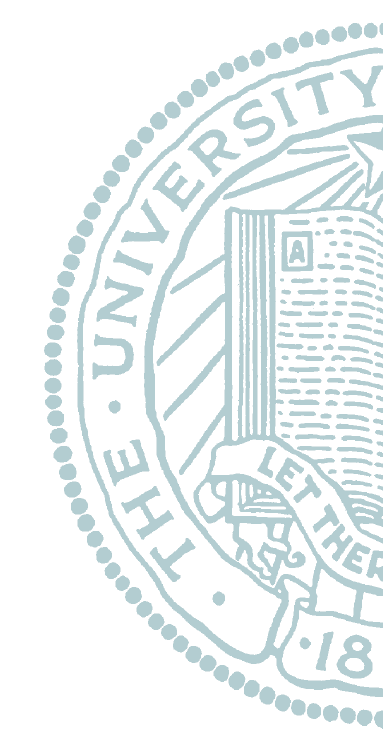 · THE · UNIVERSITY
A
LET THER
· 18